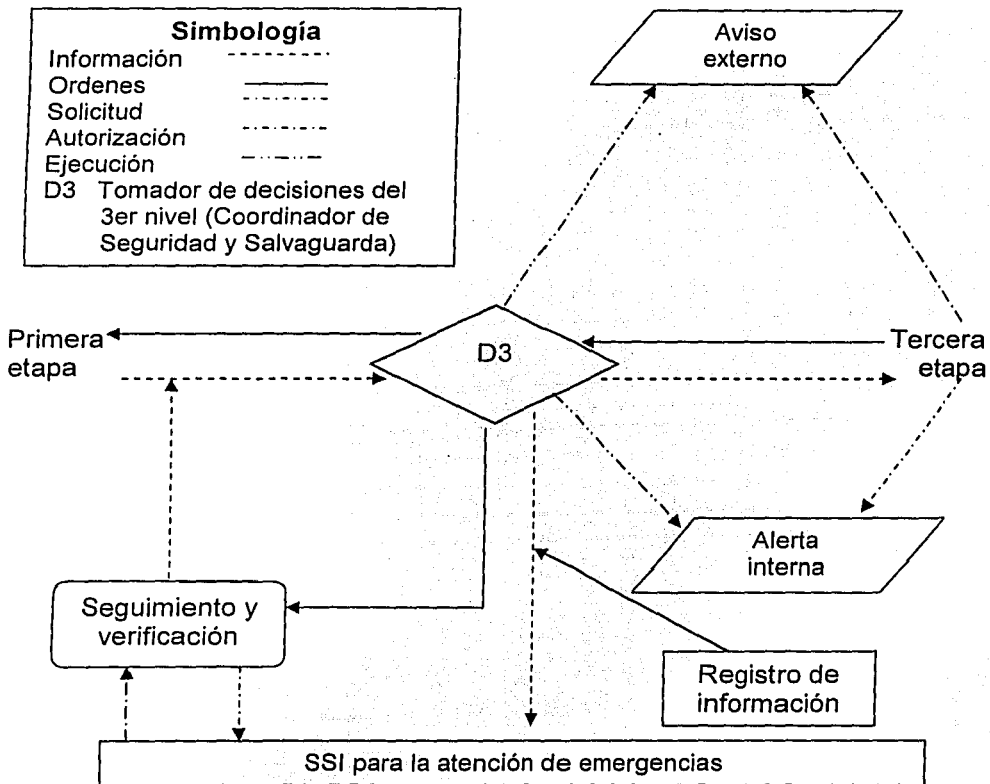 Simbología
Información
Ordenes
Solicitud
Autorización
Ejecución
D3 Tomador de decisiones del
3er nivel (Coordinador de
Seguridad y Salvaguarda)
Aviso
externo
Primera
etapa
D3
Tercera
etapa
Alerta
interna
Seguimiento y
verificación
Registro de
información
SSI para la atención de emergencias